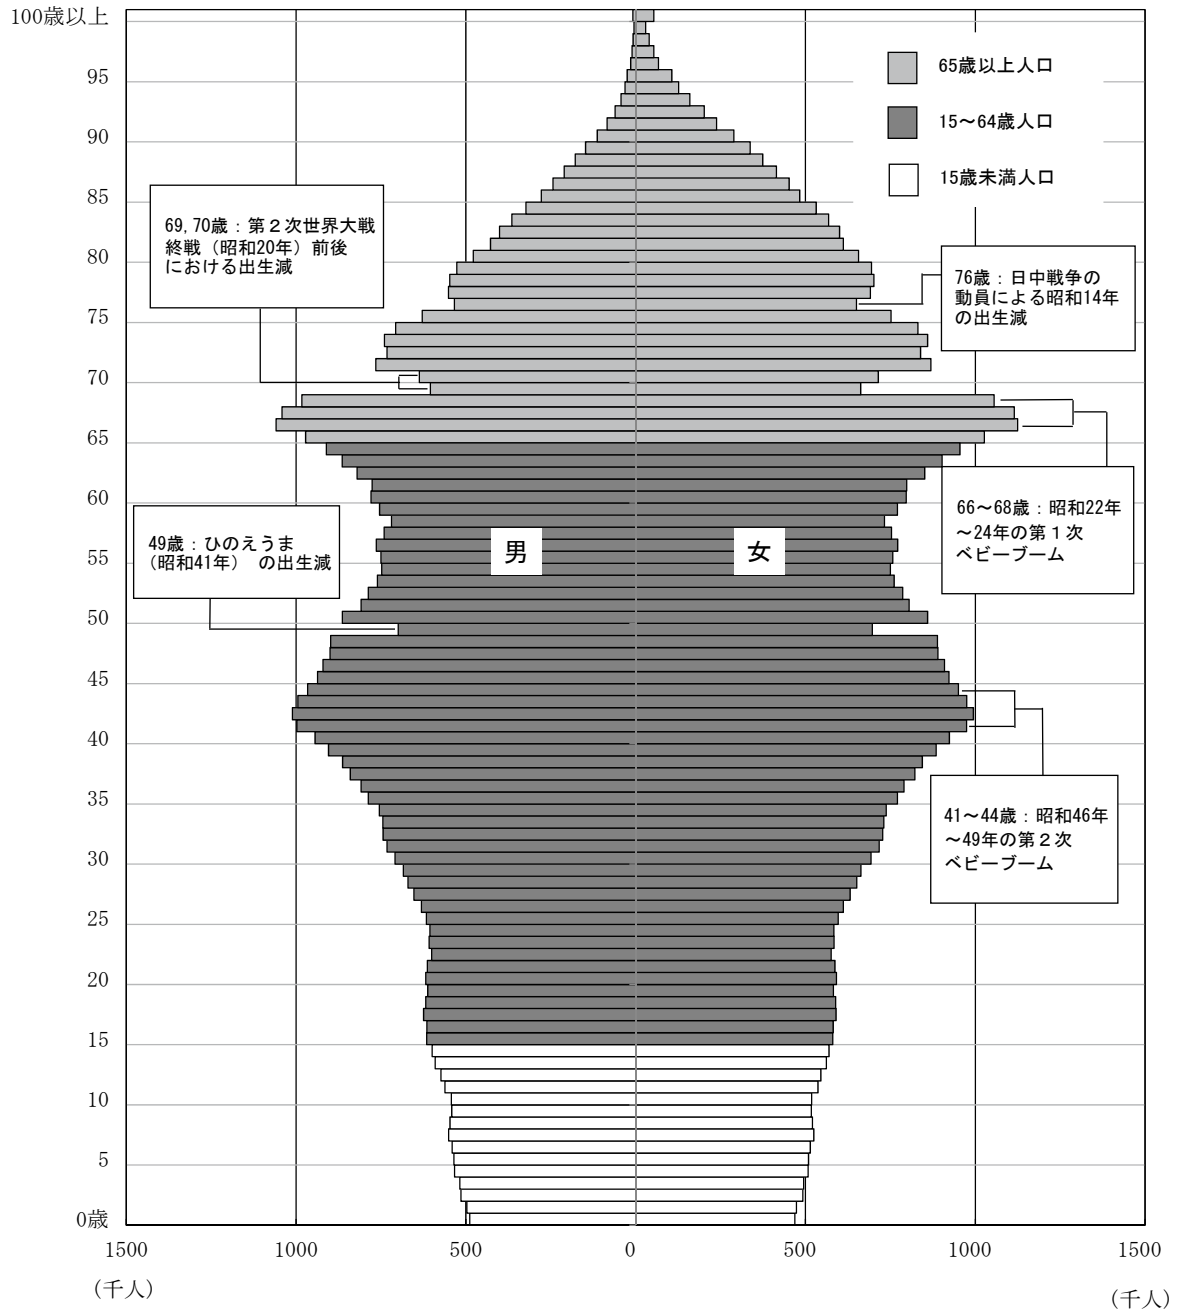 100歳以上
95
90
85
80
75
70
65
60
55
50
45
40
35
30
25
20
15
10
5
0歳
65歳以上人口
15～64歳人口
15歳未満人口
69,70歳：第２次世界大戦
終戦（昭和20年）前後
における出生減
76歳：日中戦争の
動員による昭和14年
の出生減
66～68歳：昭和22年
～24年の第１次
ベビーブーム
49歳：ひのえうま
（昭和41年） の出生減
男
女
41～44歳：昭和46年
～49年の第２次
ベビーブーム
1500 1000 500 0 500 1000 1500
(千人) (千人)